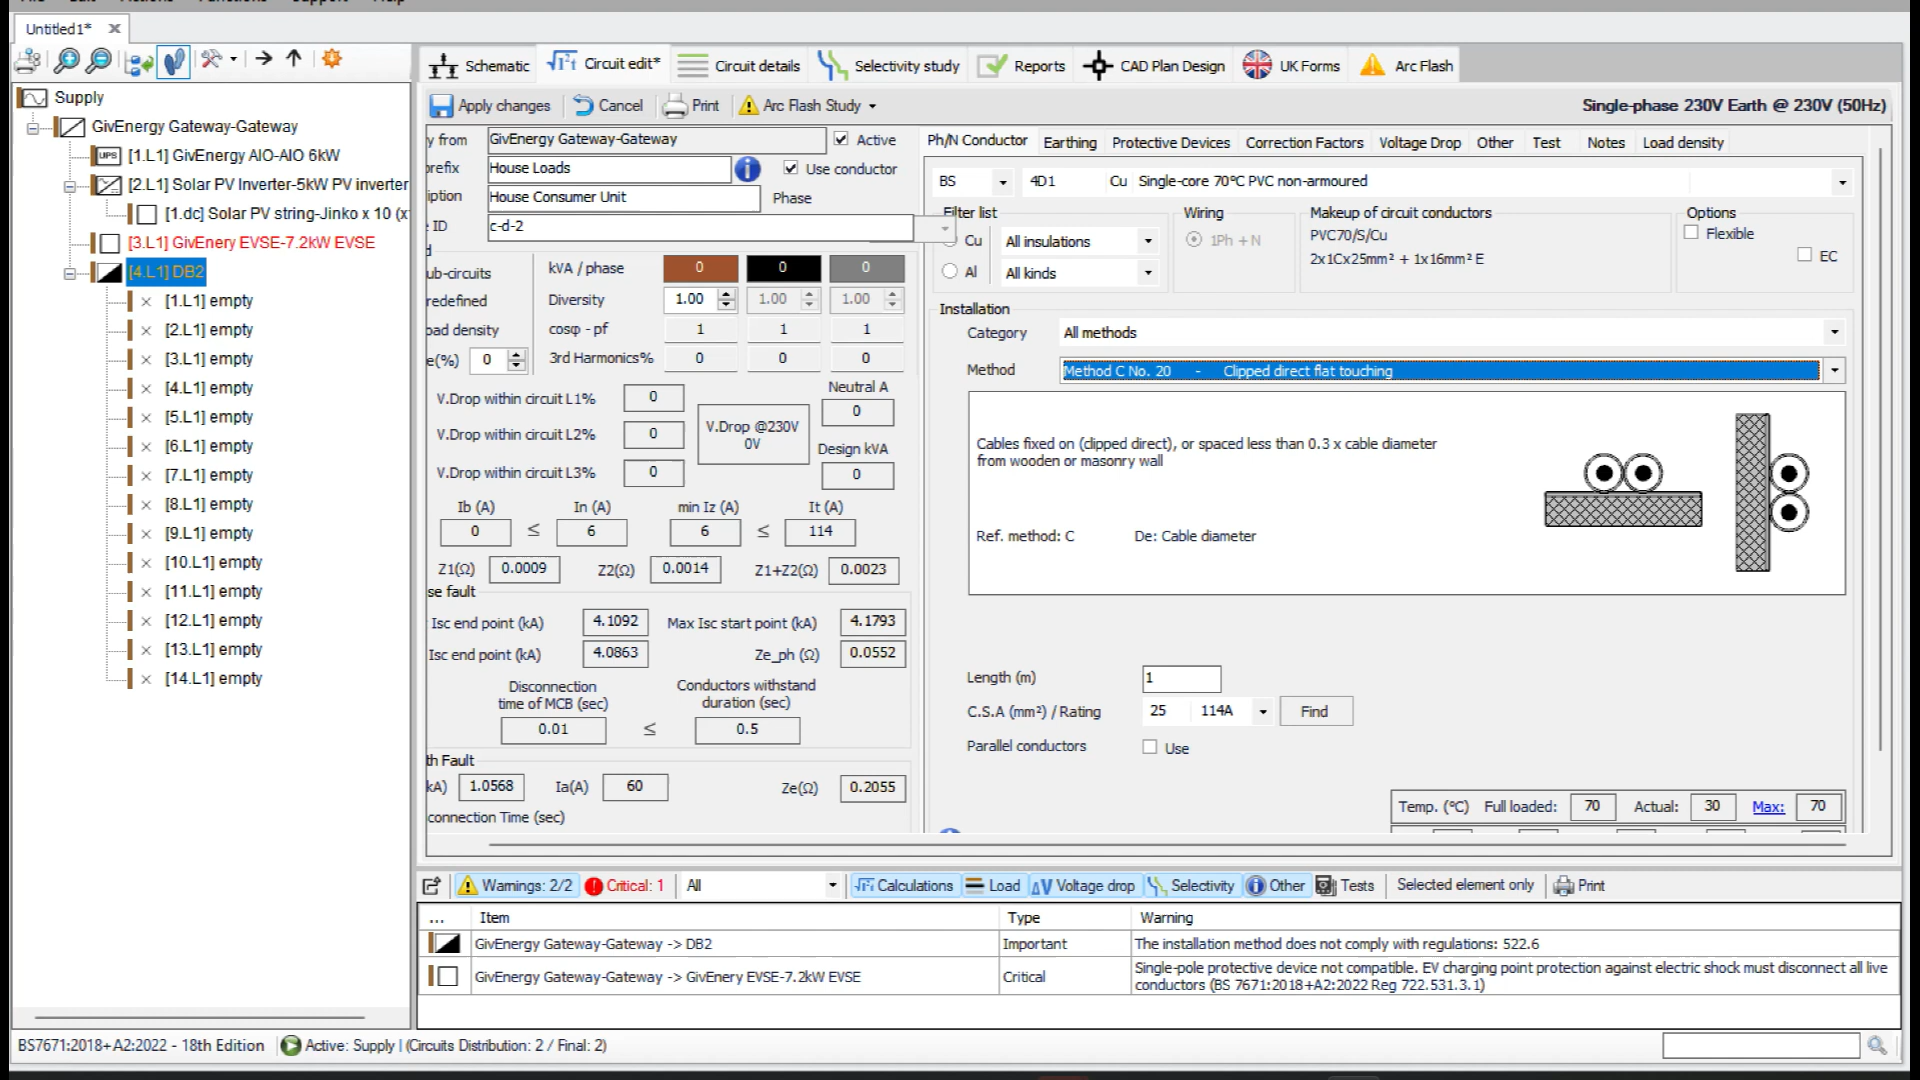 Untitled1*
Schematic
Circuit edit*
Circuit details
Selectivity study
Reports
CAD Plan Design
UK Forms
Arc Flash
Apply changes
Cancel
Print
Arc Flash Study
Single-phase 230V Earth @ 230V (50Hz)
Supply
GivEnergy Gateway-Gateway
UPS
[1.L1] GivEnergy AIO-AIO 6kW
[2.L1] Solar PV Inverter-5kW PV inverter
[1.dc] Solar PV string-Jinko x 10 (x
[3.L1] GivEnery EVSE-7.2kW EVSE
[4.L1] DB2
[1.L1] empty
[2.L1] empty
[3.L1] empty
[4.L1] empty
[5.L1] empty
[6.L1] empty
[7.L1] empty
[8.L1] empty
[9.L1] empty
[10.L1] empty
[11.L1] empty
[12.L1] empty
[13.L1] empty
[14.L1] empty
y from
GivEnergy Gateway-Gateway
Active
refix
House Loads
Use conductor
iption
House Consumer Unit
Phase
ID
c-d-2
ub-circuits
kVA / phase
0
0
0
redefined
Diversity
1.00
1.00
1.00
oad density
cosφ - pf
1
1
1
e(%)
0
3rd Harmonics%
0
0
0
V.Drop within circuit L1%
0
V.Drop within circuit L2%
0
V.Drop within circuit L3%
0
V.Drop @230V
0V
Neutral A
0
Design kVA
0
Ib (A)
In (A)
min Iz (A)
It (A)
0
≤
6
6
≤
114
Z1(Ω)
0.0009
Z2(Ω)
0.0014
Z1+Z2(Ω)
0.0023
se fault
Isc end point (kA)
4.1092
Max Isc start point (kA)
4.1793
Isc end point (kA)
4.0863
Ze_ph (Ω)
0.0552
Disconnection
time of MCB (sec)
Conductors withstand
duration (sec)
0.01
≤
0.5
th Fault
kA)
1.0568
Ia(A)
60
Ze(Ω)
0.2055
connection Time (sec)
Ph/N Conductor
Earthing
Protective Devices
Correction Factors
Voltage Drop
Other
Test
Notes
Load density
BS
4D1
Cu
Single-core 70°C PVC non-armoured
Filter list
Cu
All insulations
Al
All kinds
Wiring
1Ph + N
Makeup of circuit conductors
PVC70/S/Cu
2x1Cx25mm² + 1x16mm² E
Options
Flexible
EC
Installation
Category
All methods
Method
Method C No. 20 - Clipped direct flat touching
Cables fixed on (clipped direct), or spaced less than 0.3 x cable diameter
from wooden or masonry wall
Ref. method: C
De: Cable diameter
Length (m)
1
C.S.A (mm²) / Rating
25
114A
Find
Parallel conductors
Use
Temp. (°C)
Full loaded:
70
Actual:
30
Max:
70
Warnings: 2/2
Critical: 1
All
Calculations
Load
Voltage drop
Selectivity
Other
Tests
Selected element only
Print
...
Item
Type
Warning
GivEnergy Gateway-Gateway -> DB2
Important
The installation method does not comply with regulations: 522.6
GivEnergy Gateway-Gateway -> GivEnery EVSE-7.2kW EVSE
Critical
Single-pole protective device not compatible. EV charging point protection against electric shock must disconnect all live
conductors (BS 7671:2018+A2:2022 Reg 722.531.3.1)
BS7671:2018+A2:2022 - 18th Edition
Active: Supply | (Circuits Distribution: 2 / Final: 2)